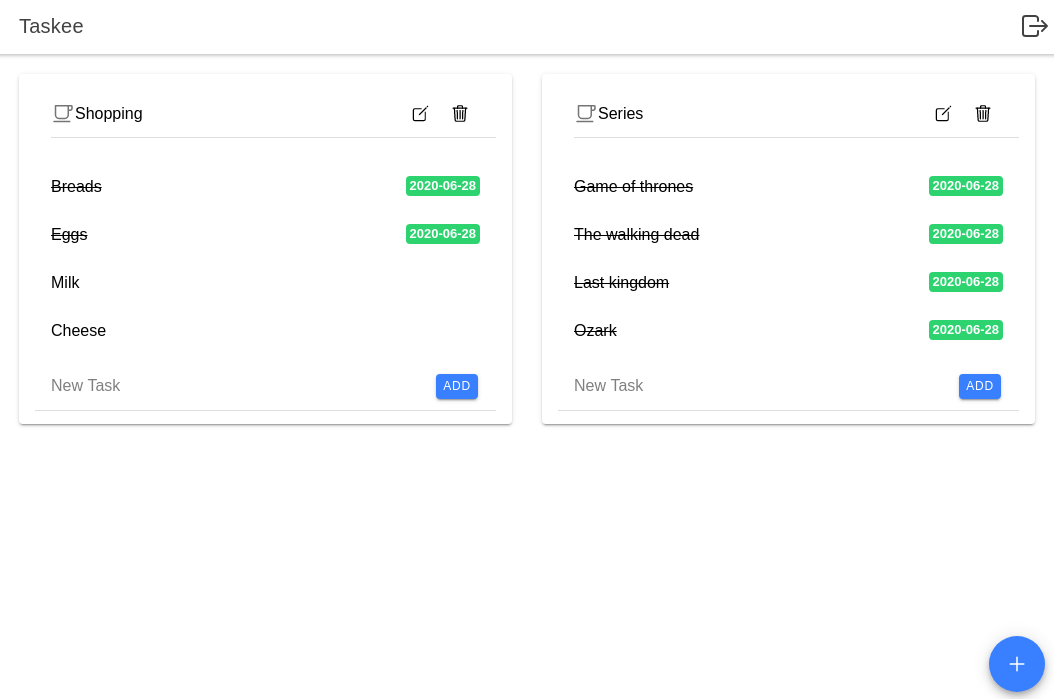 Taskee
Shopping
Breads 2020-06-28
Eggs 2020-06-28
Milk
Cheese
New Task ADD
Series
Game of thrones 2020-06-28
The walking dead 2020-06-28
Last kingdom 2020-06-28
Ozark 2020-06-28
New Task ADD